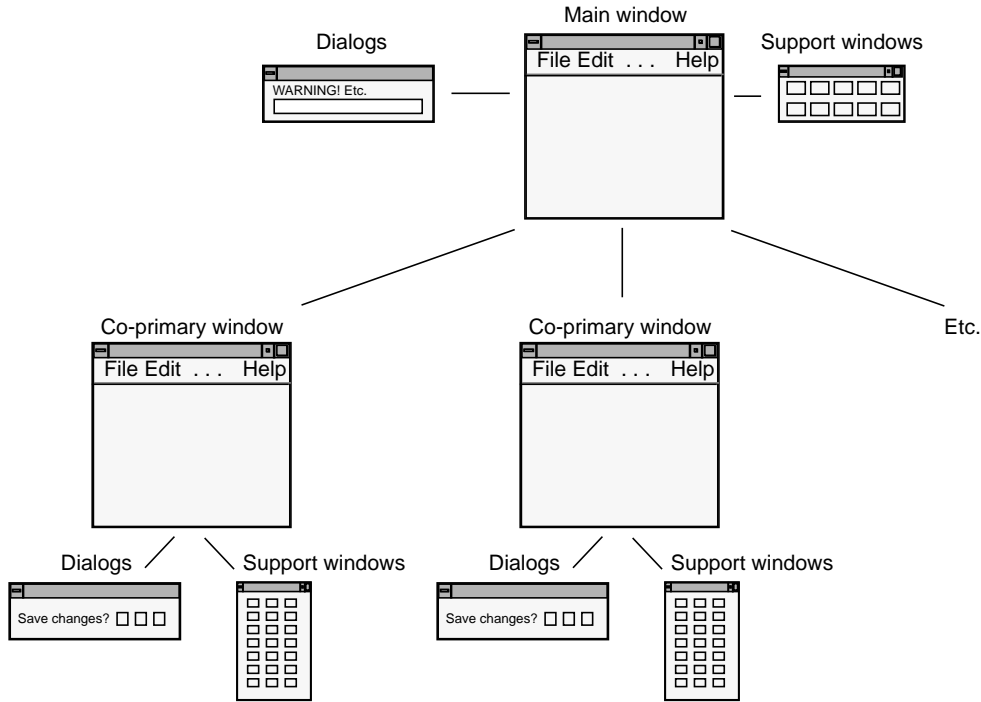 Main window
Dialogs
Support windows
File Edit . . . Help
WARNING! Etc.
Co-primary window
Co-primary window
Etc.
File Edit . . . Help
File Edit . . . Help
Dialogs
Support windows
Dialogs
Support windows
Save changes?
Save changes?